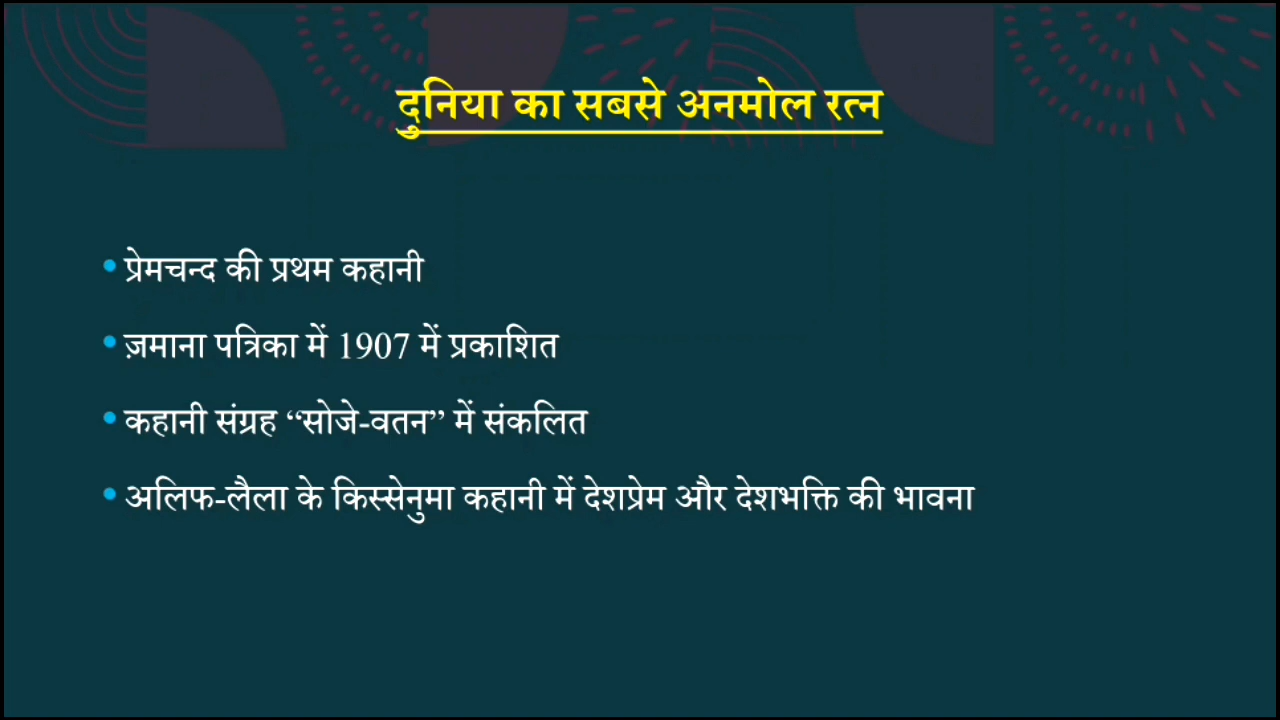 दुनिया का सबसे अनमोल रत्न
• प्रेमचन्द की प्रथम कहानी
• ज़माना पत्रिका में 1907 में प्रकाशित
• कहानी संग्रह “सोजे-वतन” में संकलित
• अलिफ-लैला के किस्सेनुमा कहानी में देशप्रेम और देशभक्ति की भावना